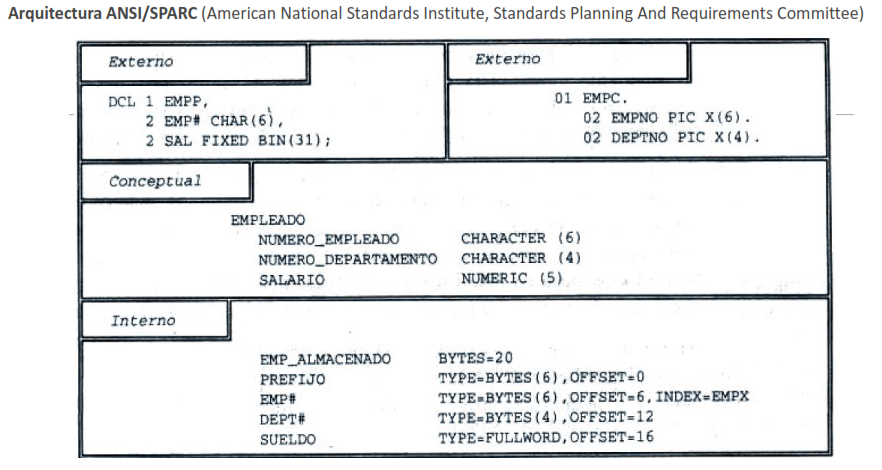 Arquitectura ANSI/SPARC (American National Standards Institute, Standards Planning And Requirements Committee)
Externo
DCL 1 EMPP,
2 EMP# CHAR(6),
2 SAL FIXED BIN(31);
Externo
01 EMPC.
02 EMPNO PIC X(6).
02 DEPTNO PIC X(4).
Conceptual
EMPLEADO
NUMERO_EMPLEADO CHARACTER (6)
NUMERO_DEPARTAMENTO CHARACTER (4)
SALARIO NUMERIC (5)
Interno
EMP_ALMACENADO BYTES=20
PREFIJO TYPE=BYTES(6),OFFSET=0
EMP# TYPE=BYTES(6),OFFSET=6,INDEX=EMPX
DEPT# TYPE=BYTES(4),OFFSET=12
SUELDO TYPE=FULLWORD,OFFSET=16